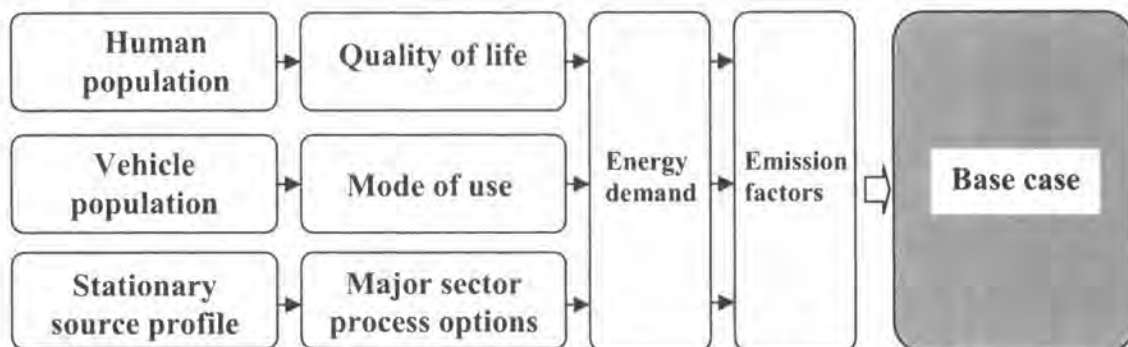 Human
population
Quality of life
Vehicle
population
Mode of use
Stationary
source profile
Major sector
process options
Energy
demand
Emission
factors
Base case